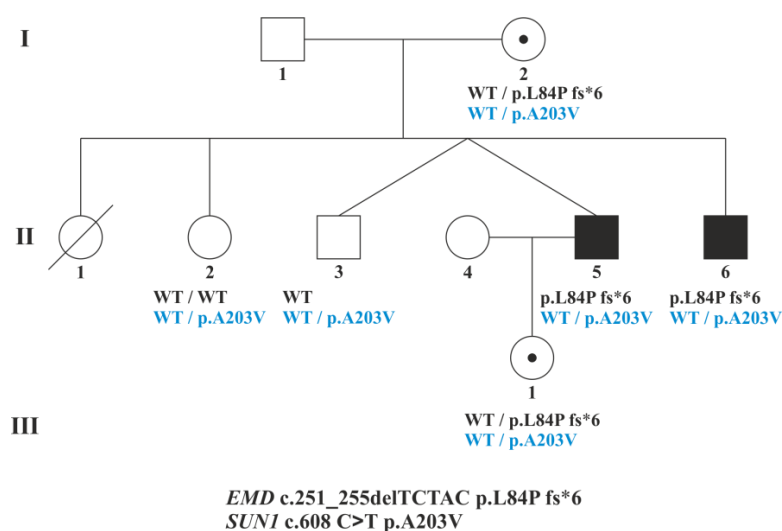 I
1
2
WT / p.L84P fs*6
WT / p.A203V
II
1
2
3
4
5
6
WT / WT
WT / p.A203V
WT
WT / p.A203V
p.L84P fs*6
WT / p.A203V
p.L84P fs*6
WT / p.A203V
1
III
WT / p.L84P fs*6
WT / p.A203V
EMD c.251_255delTCTAC p.L84P fs*6
SUN1 c.608 C>T p.A203V